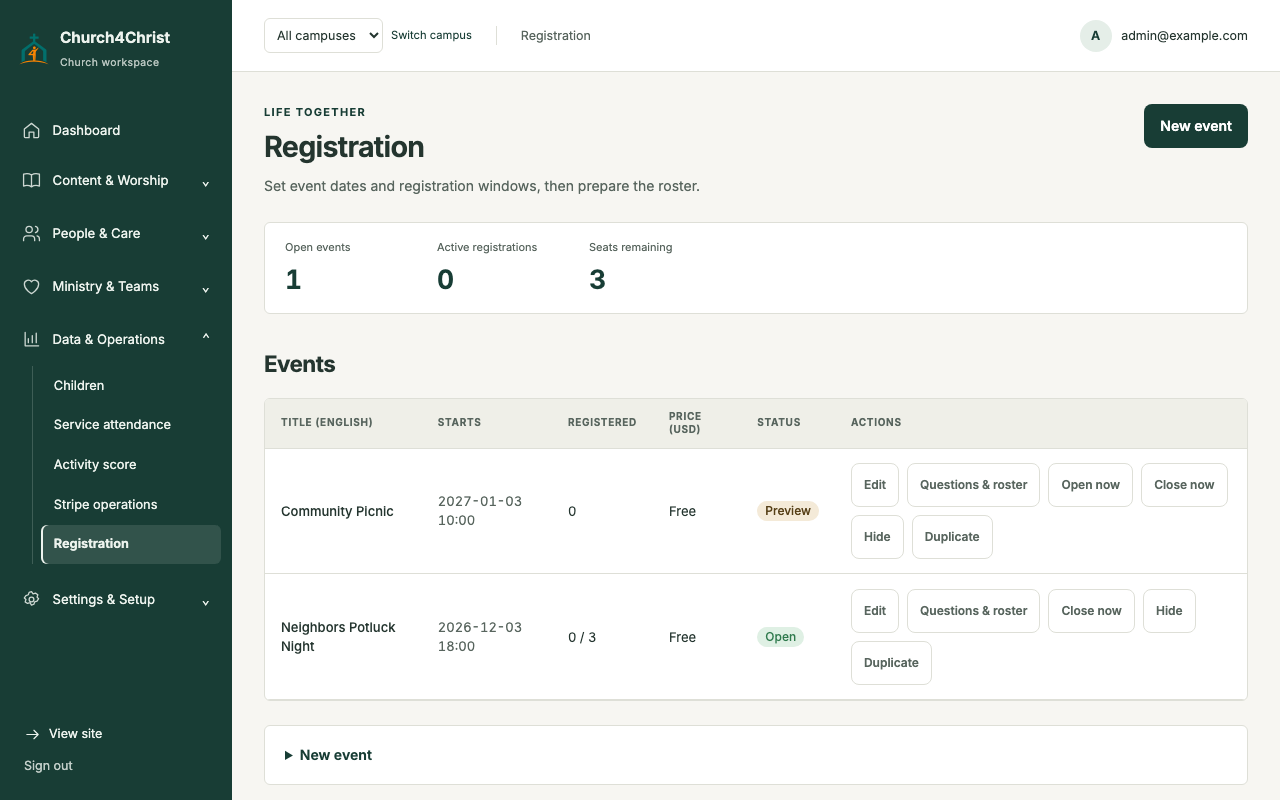 Church4Christ
Church workspace
Dashboard
Content & Worship
People & Care
Ministry & Teams
Data & Operations
Children
Service attendance
Activity score
Stripe operations
Registration
Settings & Setup
View site
Sign out
All campuses
Switch campus
Registration
A
admin@example.com
LIFE TOGETHER
Registration
Set event dates and registration windows, then prepare the roster.
New event
Open events
1
Active registrations
0
Seats remaining
3
Events
TITLE (ENGLISH) STARTS REGISTERED PRICE (USD) STATUS ACTIONS
Community Picnic
2027-01-03
10:00
0
Free
Preview
Edit Questions & roster Open now Close now
Hide Duplicate
Neighbors Potluck
Night
2026-12-03
18:00
0 / 3
Free
Open
Edit Questions & roster Close now Hide
Duplicate
New event